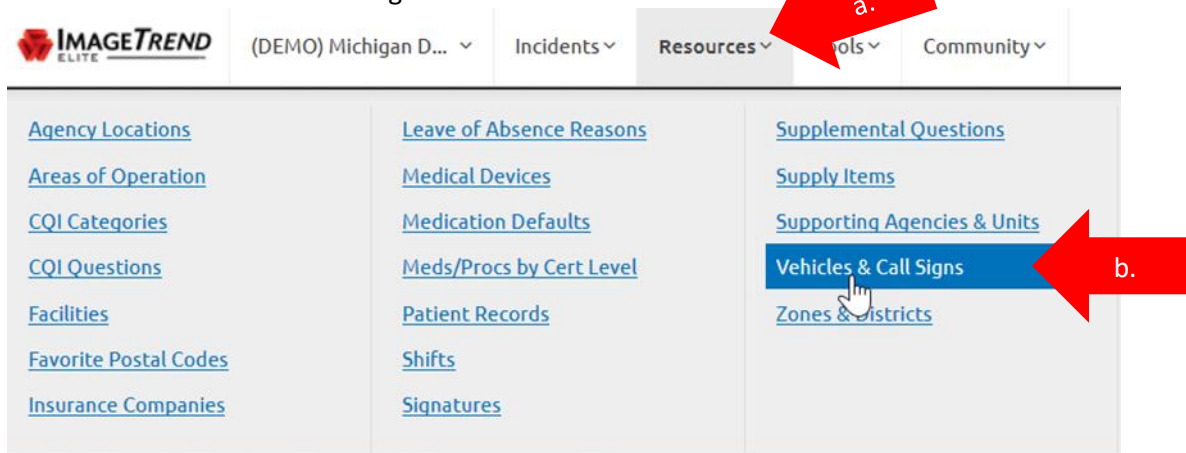 a.
IMAGETREND
ELITE
(DEMO) Michigan D... Incidents Resources Community
Agency Locations
Areas of Operation
CQI Categories
CQI Questions
Facilities
Favorite Postal Codes
Insurance Companies
Leave of Absence Reasons
Medical Devices
Medication Defaults
Meds/Procs by Cert Level
Patient Records
Shifts
Signatures
Supplemental Questions
Supply Items
Supporting Agencies & Units
Vehicles & Call Signs
b.
Zones & Districts